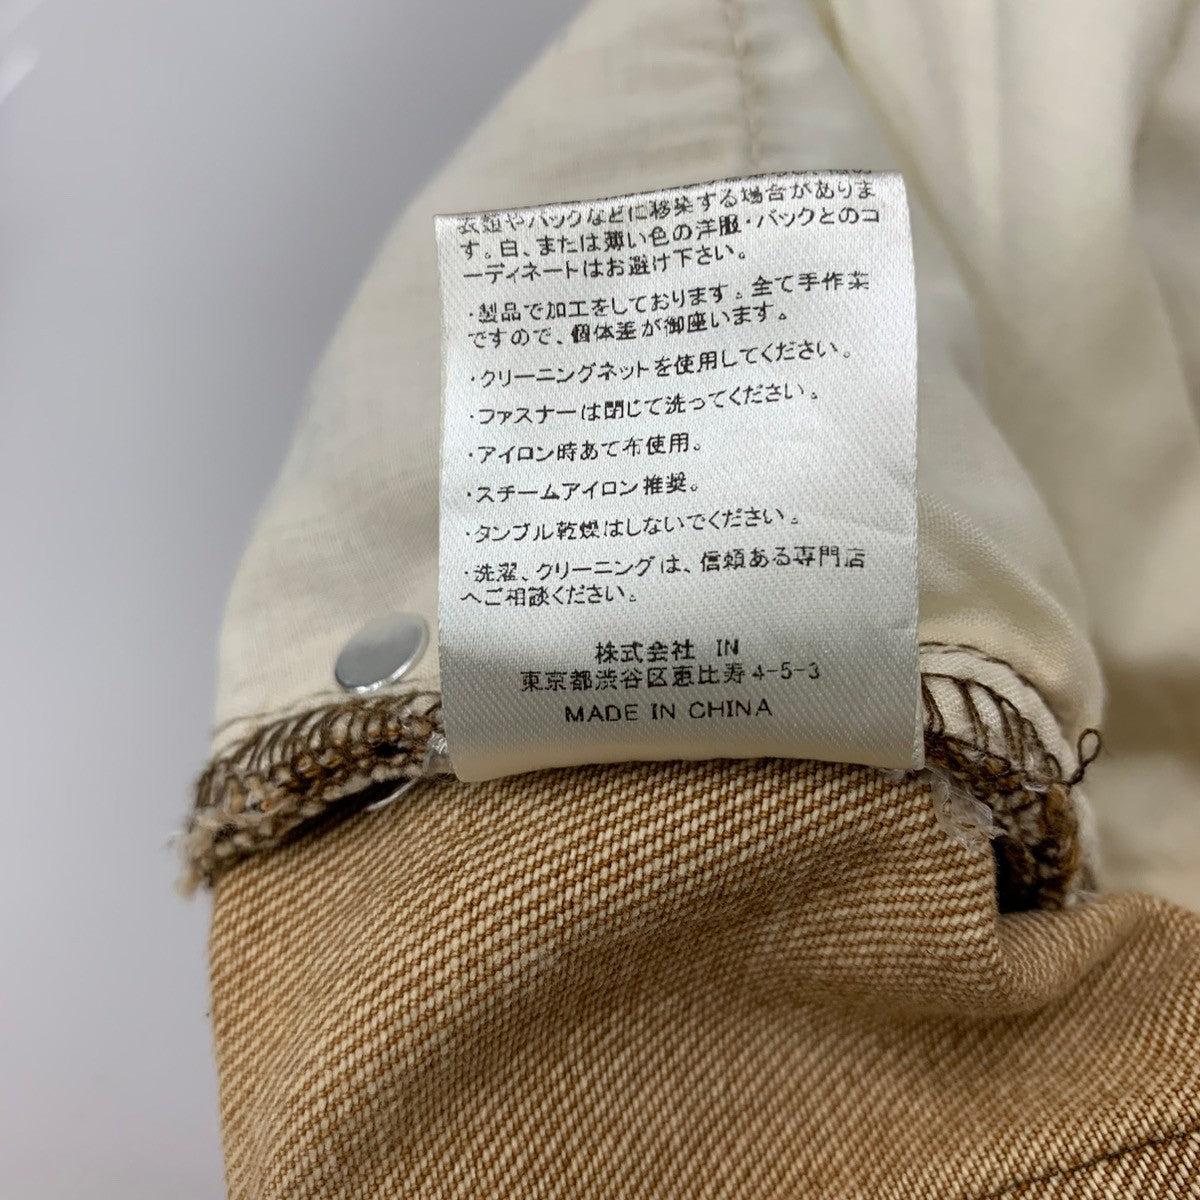 衣類やバックなどに移染する場合がありま
す。白、または薄い色の洋服・バックとのコ
ーディネートはお避け下さい。
・製品で加工をしております。全て手作業
ですので、個体差が御座います。
・クリーニングネットを使用してください。
・ファスナーは閉じて洗ってください。
・アイロン時あて布使用。
・スチームアイロン推奨。
・タンブル乾燥はしないでください。
・洗濯、クリーニングは、信頼ある専門店
へご相談ください。
株式会社 IN
東京都渋谷区恵比寿4-5-3
MADE IN CHINA